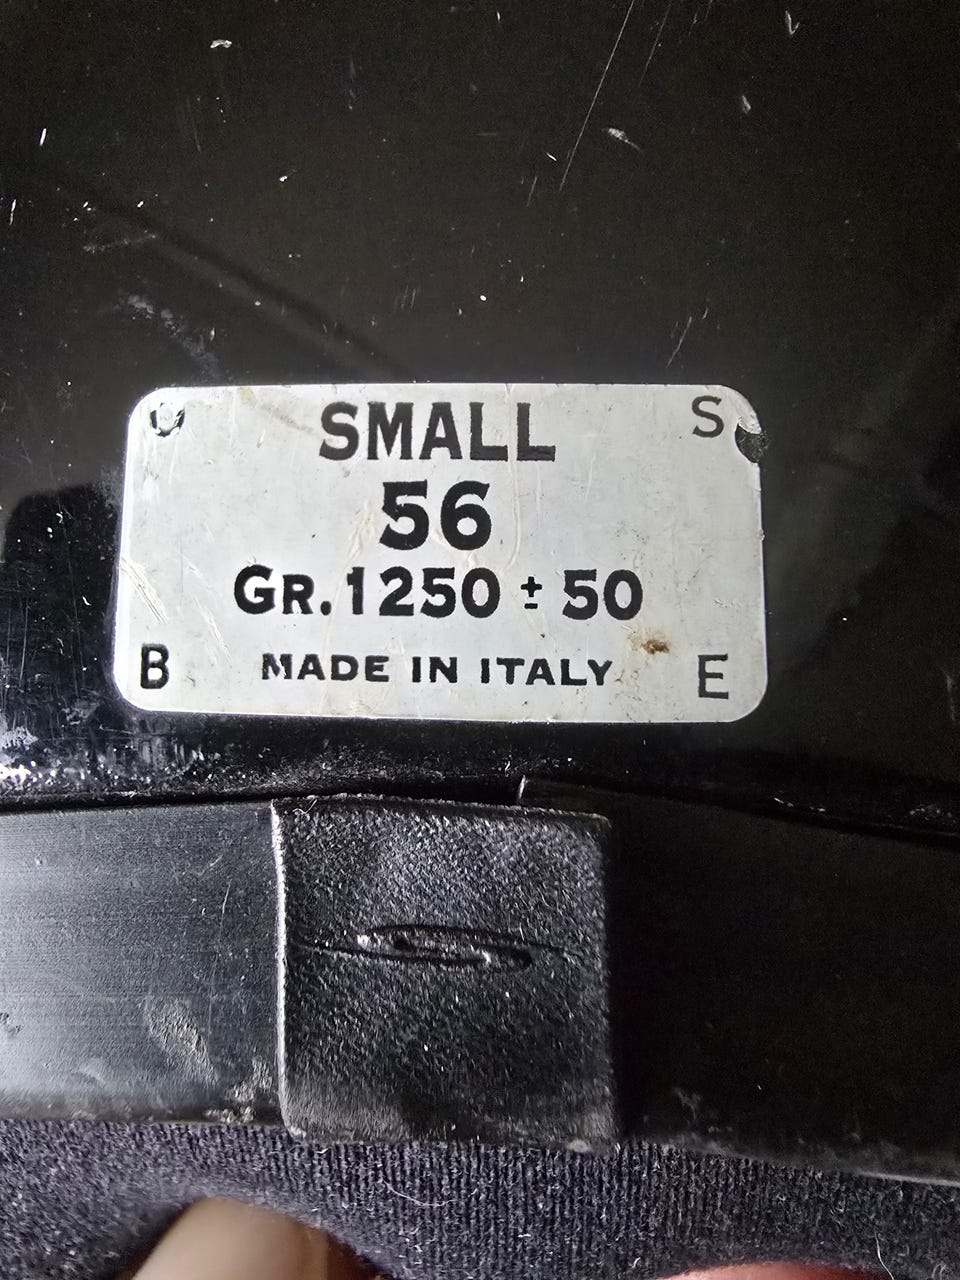 SMALL S
56
GR. 1250 ± 50
B MADE IN ITALY E